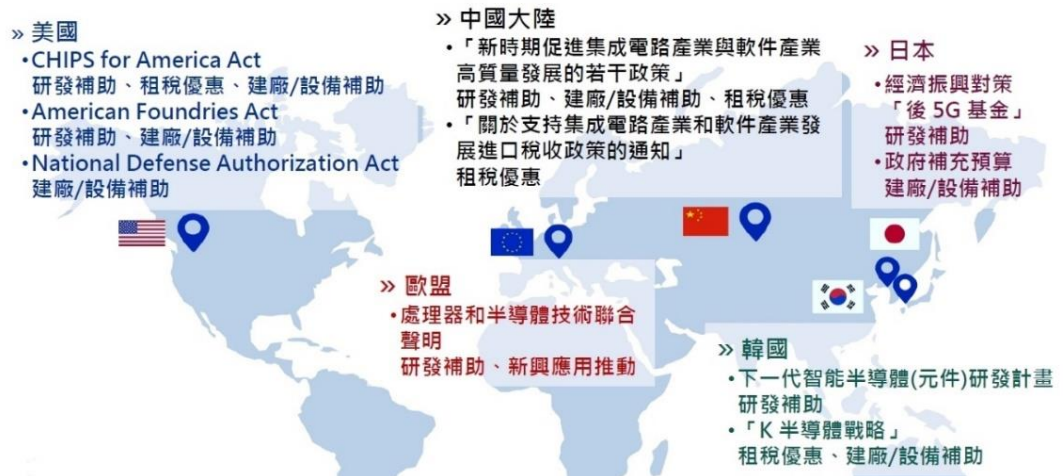 » 美國
•CHIPS for America Act
研發補助、租稅優惠、建廠/設備補助
•American Foundries Act
研發補助、建廠/設備補助
•National Defense Authorization Act
建廠/設備補助
» 中國大陸
•「新時期促進集成電路產業與軟件產業
高質量發展的若干政策」
研發補助、建廠/設備補助、租稅優惠
•「關於支持集成電路產業和軟件產業發
展進口稅收政策的通知」
租稅優惠
» 日本
•經濟振興對策
「後 5G 基金」
研發補助
•政府補充預算
建廠/設備補助
» 歐盟
•處理器和半導體技術聯合
聲明
研發補助、新興應用推動
» 韓國
•下一代智能半導體(元件)研發計畫
研發補助
•「K 半導體戰略」
租稅優惠、建廠/設備補助